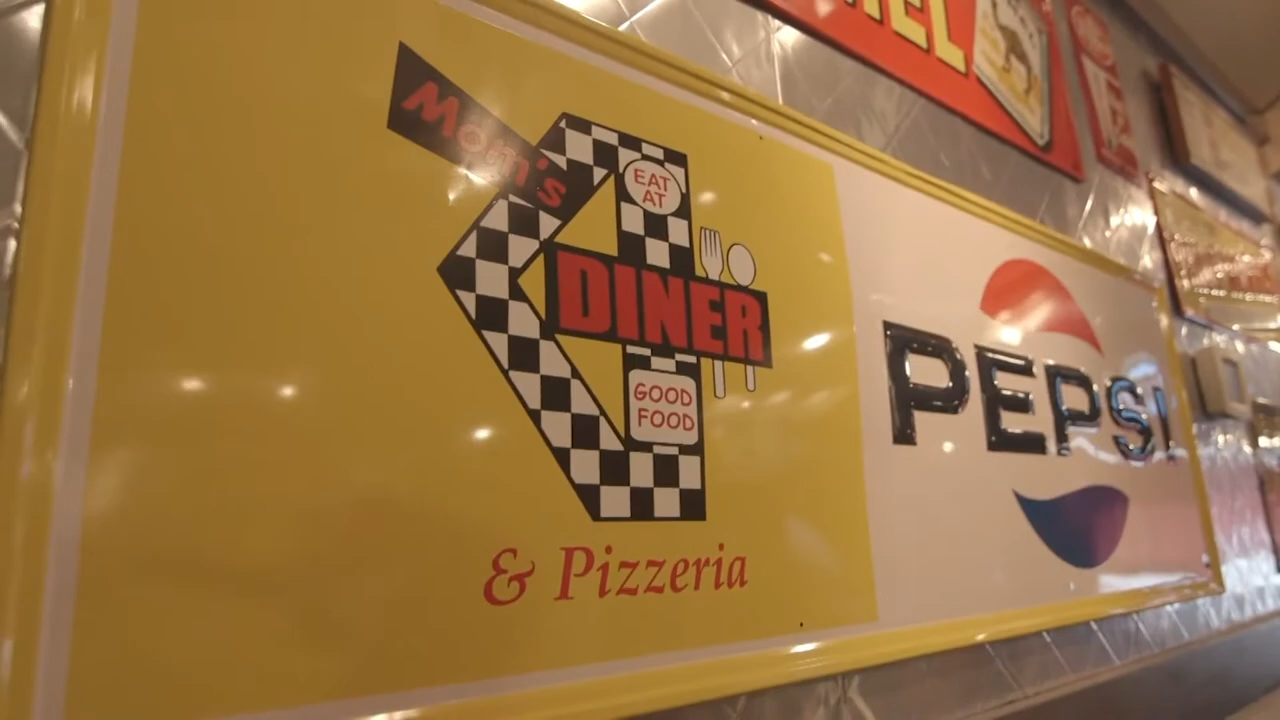 Mom's
EAT
AT
DINER
GOOD
FOOD
& Pizzeria
PEPSI